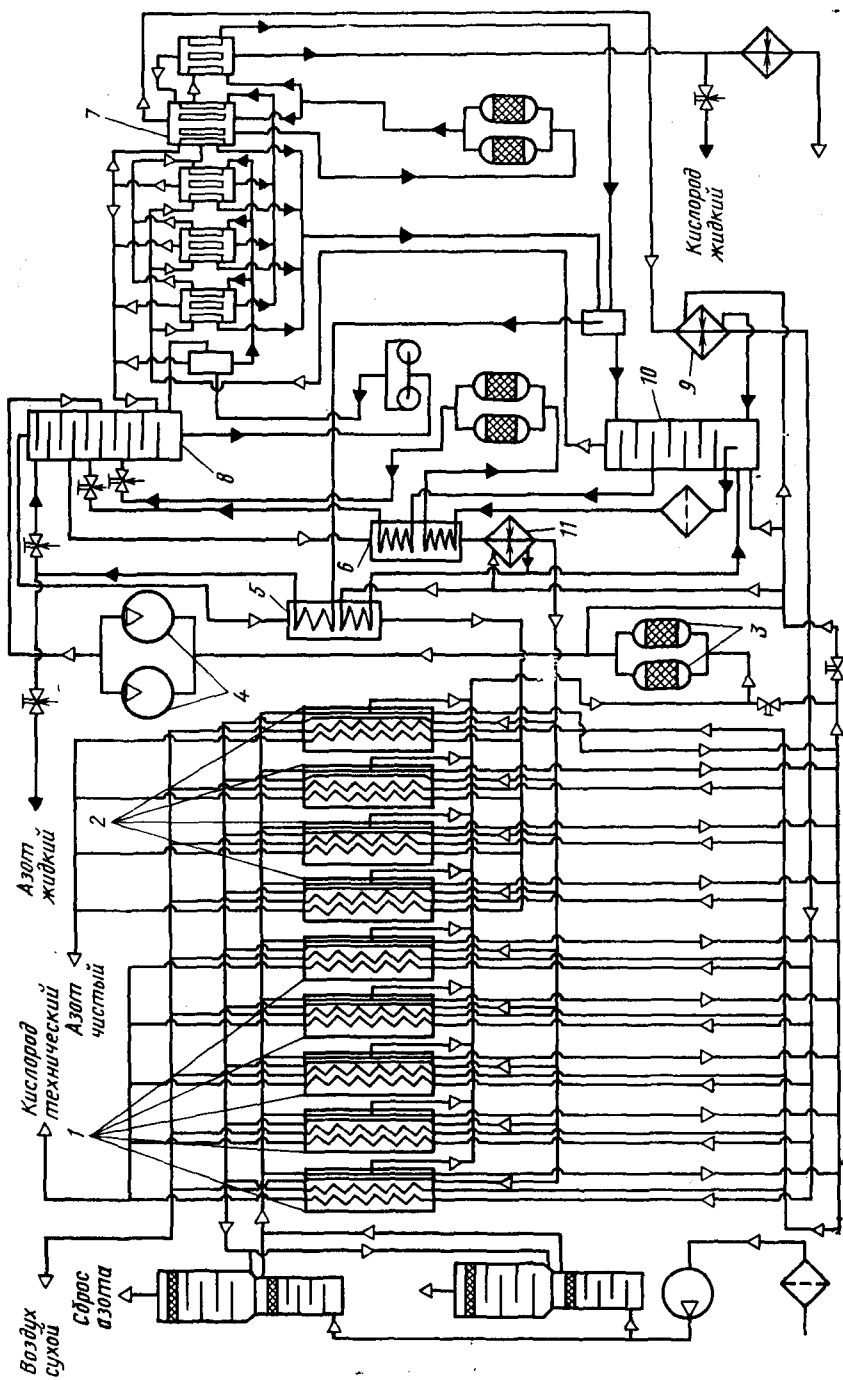 Воздух
сухой
Сброс
азота
Кислород
технический
Азот
чистый
Азот
жидкий
1
2
3
4
5
6
7
8
9
10
11
Кислород
жидкий